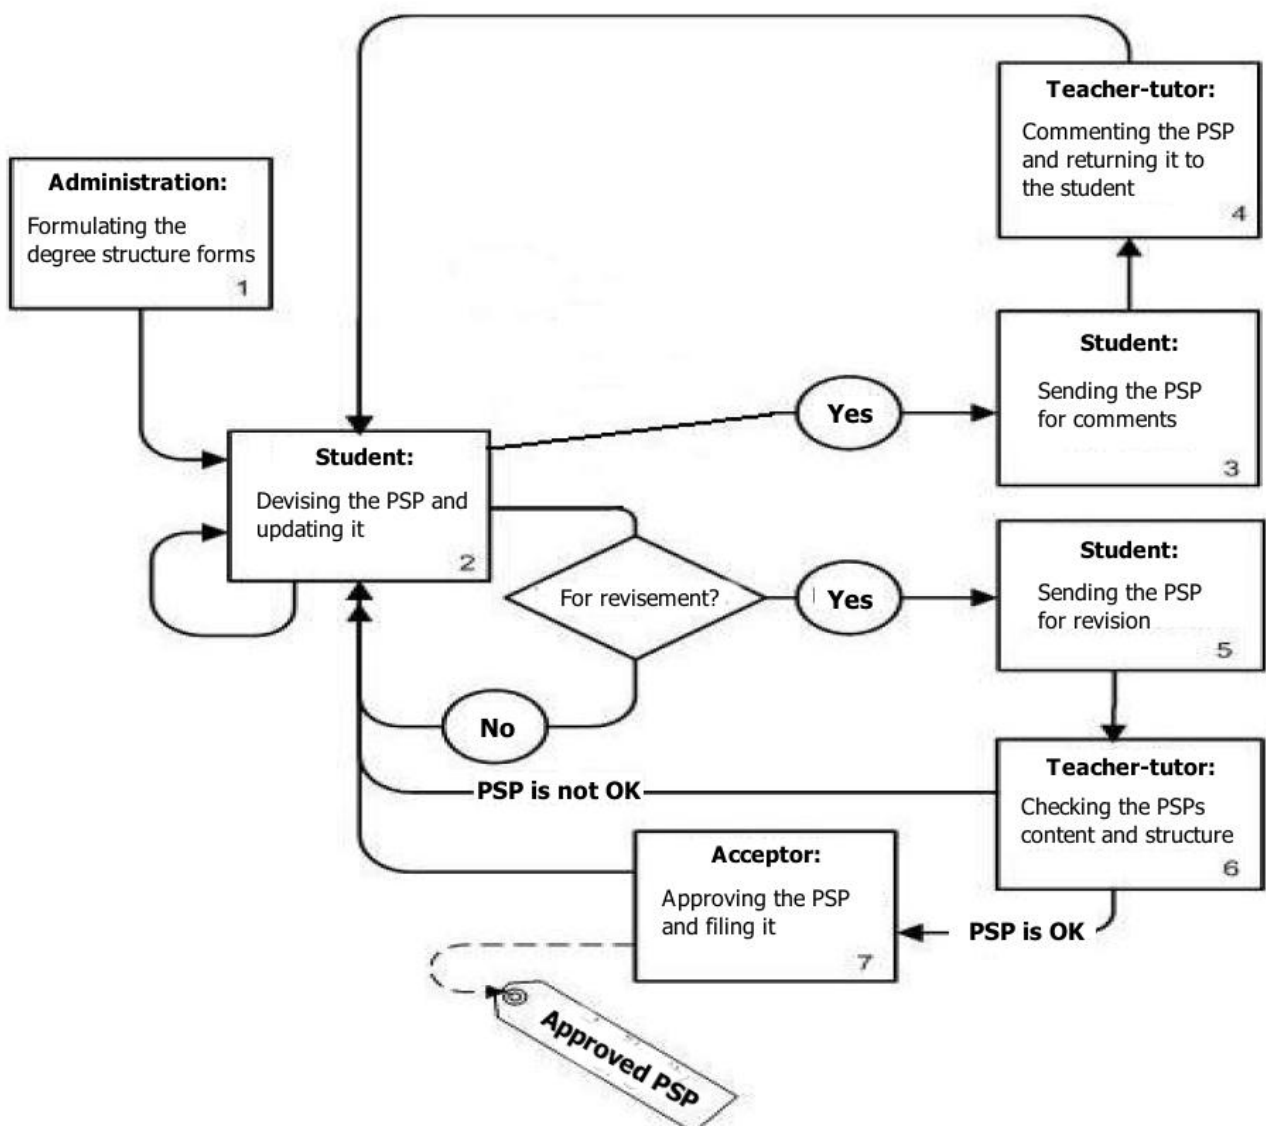 Teacher-tutor:
Commenting the PSP
and returning it to
the student
4
Administration:
Formulating the
degree structure forms
1
Student:
Sending the PSP
for comments
3
Yes
Student:
Devising the PSP and
updating it
2
For revisement?
Yes
Student:
Sending the PSP
for revision
5
No
PSP is not OK
Teacher-tutor:
Checking the PSPs
content and structure
6
PSP is OK
Acceptor:
Approving the PSP
and filing it
7
Approved PSP